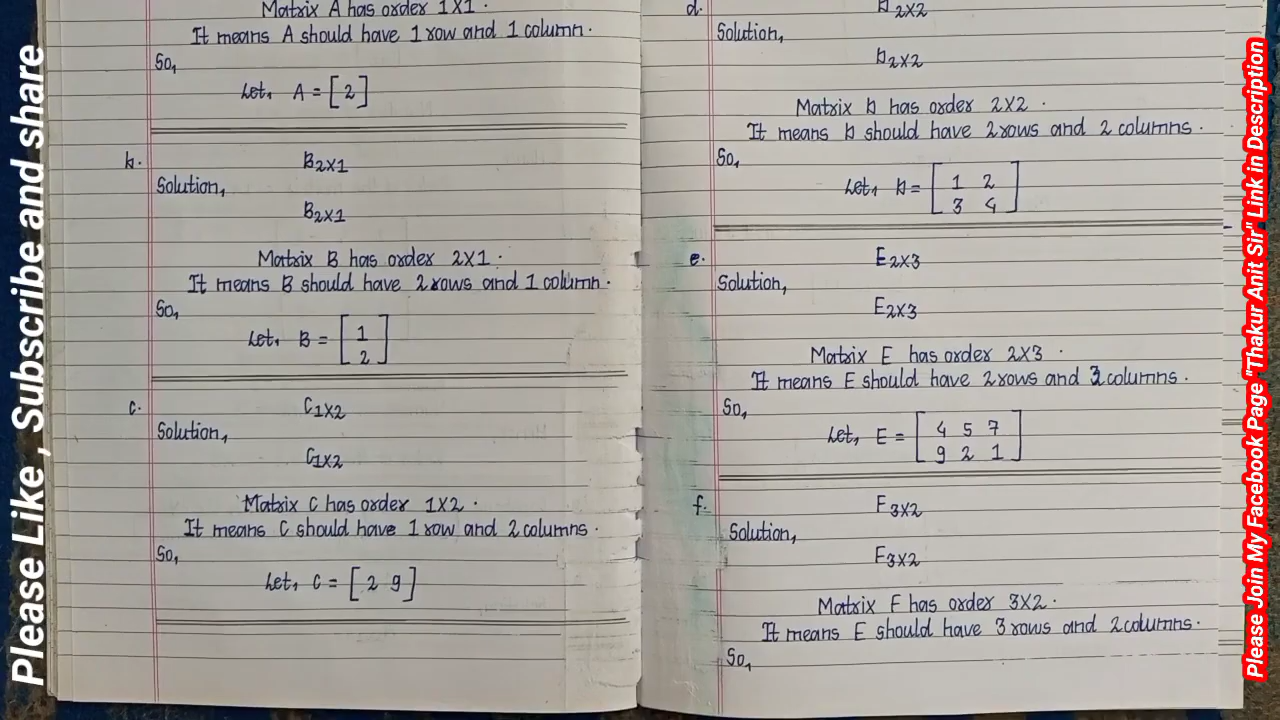 Please Like , Subscribe and share
Matrix A has order 1X1 .
It means A should have 1 row and 1 column .
So,
Let, A = [ 2 ]
b. B2X1
Solution,
B2X1
Matrix B has order 2X1 .
It means B should have 2 rows and 1 column .
So,
Let, B = [ 1
2 ]
c. C1X2
Solution,
C1X2
Matrix C has order 1X2 .
It means C should have 1 row and 2 columns .
So,
Let, C = [ 2 9 ]
d. D2X2
Solution,
D2X2
Matrix D has order 2X2 .
It means D should have 2 rows and 2 columns .
So,
Let, D = [ 1 2
3 4 ]
e. E2X3
Solution,
E2X3
Matrix E has order 2X3 .
It means E should have 2 rows and 3 columns .
So,
Let, E = [ 4 5 7
9 2 1 ]
f. F3X2
Solution,
F3X2
Matrix F has order 3X2 .
It means E should have 3 rows and 2 columns .
So,
Please Join My Facebook Page "Thakur Anit Sir" Link in Description